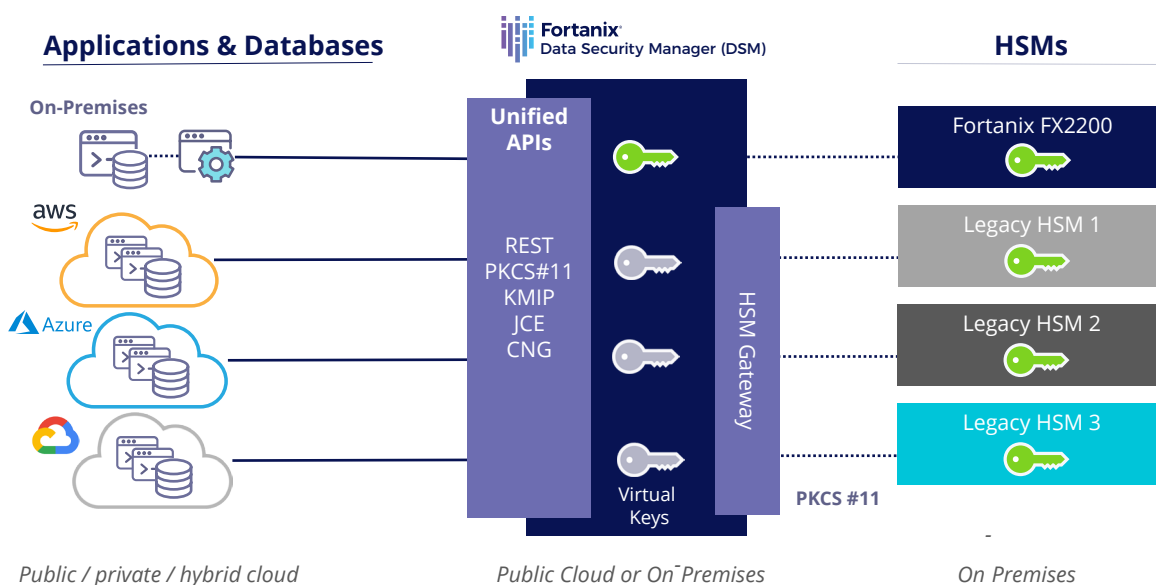 Applications & Databases
Fortanix®
Data Security Manager (DSM)
HSMs
On-Premises
aws
Azure
Unified
APIs
REST
PKCS#11
KMIP
JCE
CNG
HSM Gateway
Virtual
Keys
Fortanix FX2200
Legacy HSM 1
Legacy HSM 2
Legacy HSM 3
PKCS #11
-
Public / private / hybrid cloud
Public Cloud or On-Premises
On Premises